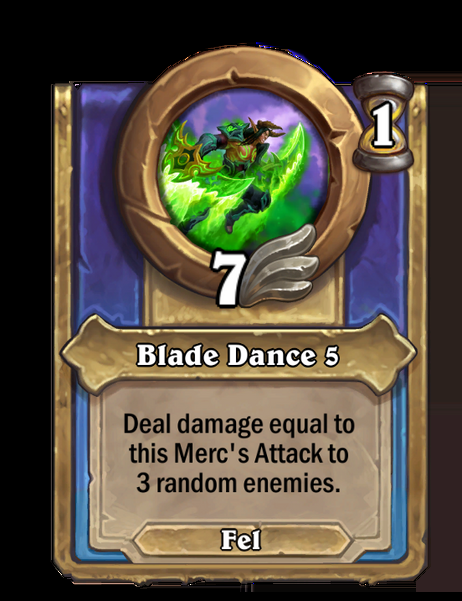 1
7
Blade Dance 5
Deal damage equal to
this Merc's Attack to
3 random enemies.
Fel